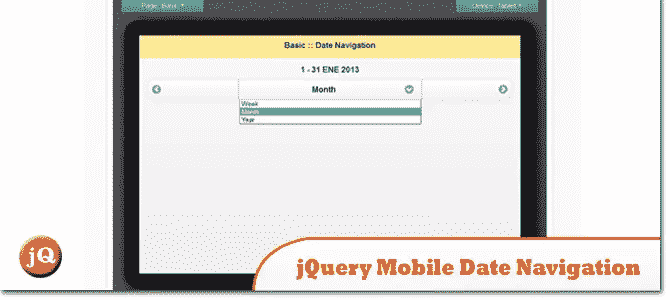 Page: Basic
Device: Tablet
Basic :: Date Navigation
1 - 31 ENE 2013
Month
Week
Month
Year
jQ
jQuery Mobile Date Navigation